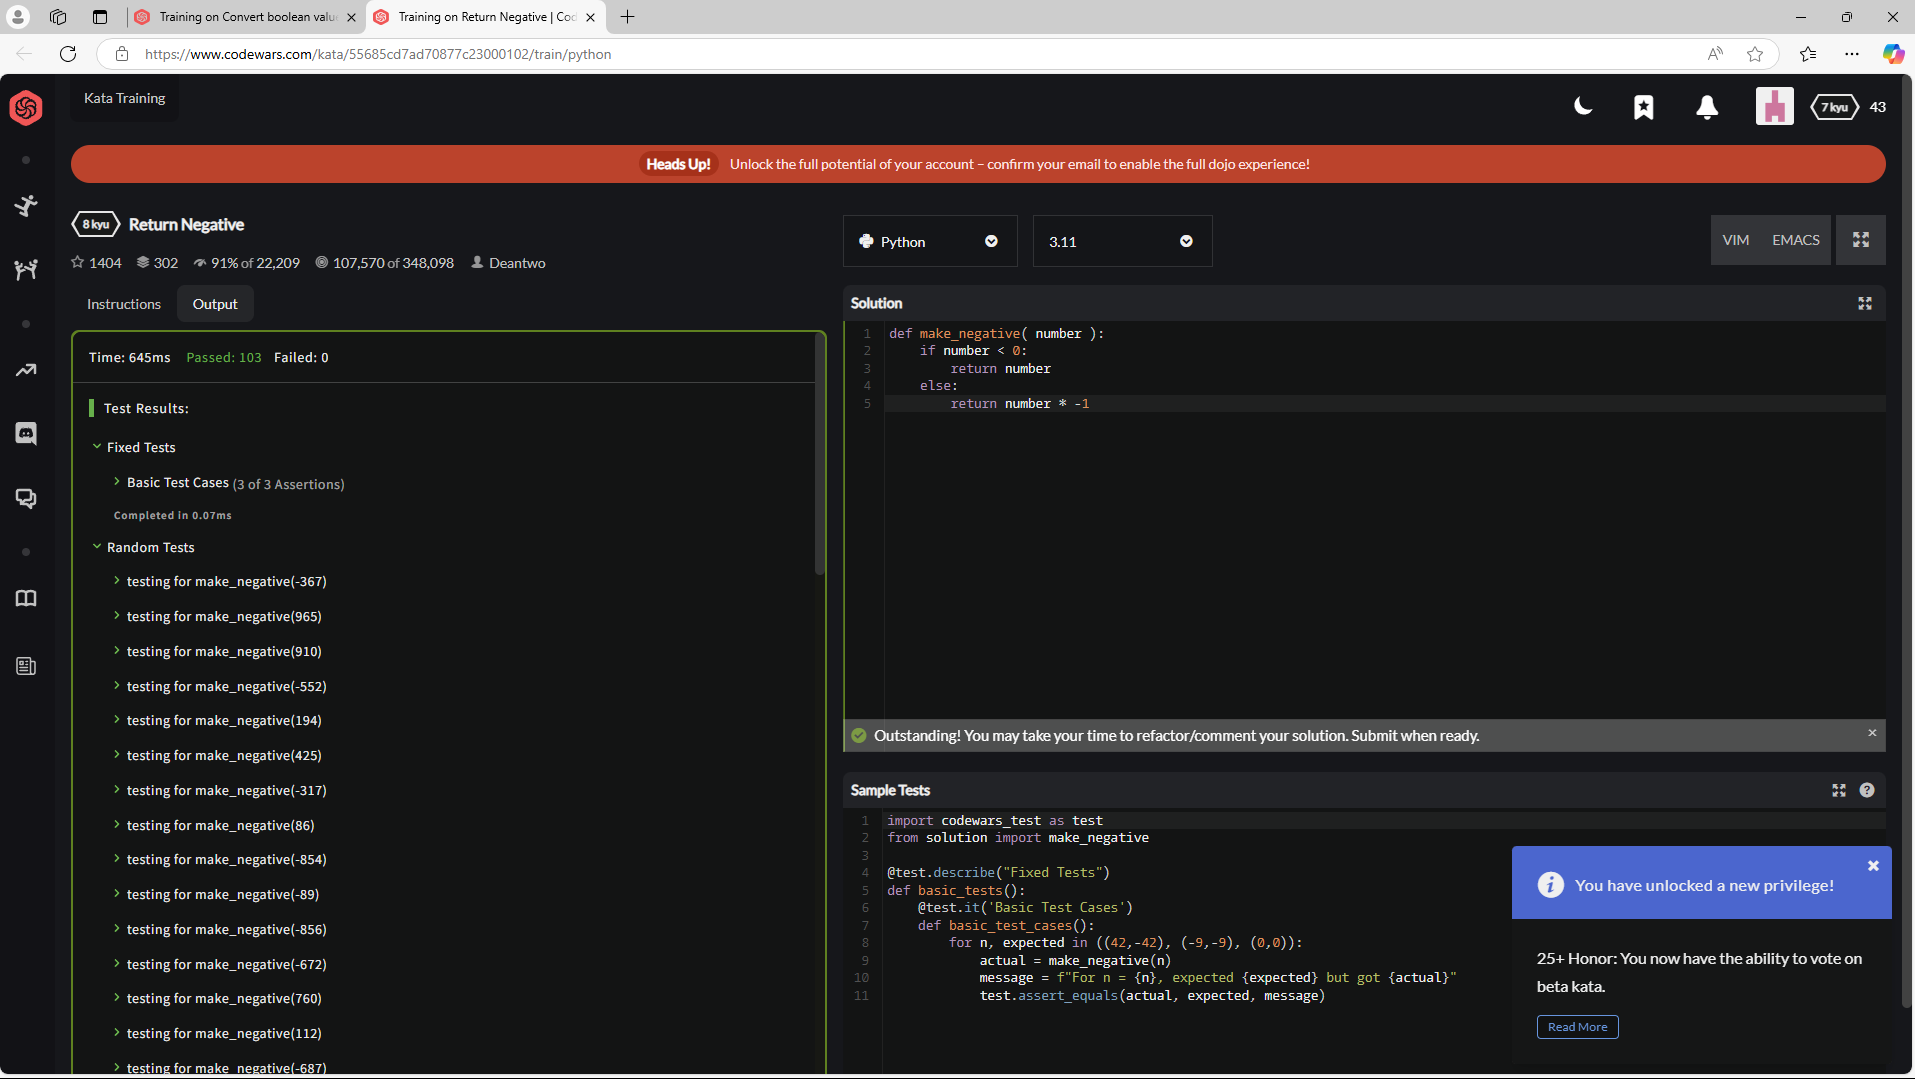 Training on Convert boolean valu
Training on Return Negative | Co
https://www.codewars.com/kata/55685cd7ad70877c23000102/train/python
Kata Training
7 kyu 43
Heads Up! Unlock the full potential of your account – confirm your email to enable the full dojo experience!
8 kyu Return Negative
1404 302 91% of 22,209 107,570 of 348,098 Deantwo
Python
3.11
VIM EMACS
Instructions Output
Time: 645ms Passed: 103 Failed: 0
Test Results:
Fixed Tests
Basic Test Cases (3 of 3 Assertions)
Completed in 0.07ms
Random Tests
testing for make_negative(-367)
testing for make_negative(965)
testing for make_negative(910)
testing for make_negative(-552)
testing for make_negative(194)
testing for make_negative(425)
testing for make_negative(-317)
testing for make_negative(86)
testing for make_negative(-854)
testing for make_negative(-89)
testing for make_negative(-856)
testing for make_negative(-672)
testing for make_negative(760)
testing for make_negative(112)
testing for make_negative(-687)
Solution
1 def make_negative( number ):
2     if number < 0:
3         return number
4     else:
5         return number * -1
Outstanding! You may take your time to refactor/comment your solution. Submit when ready.
Sample Tests
1 import codewars_test as test
2 from solution import make_negative
3
4 @test.describe("Fixed Tests")
5 def basic_tests():
6     @test.it('Basic Test Cases')
7     def basic_test_cases():
8         for n, expected in ((42,-42), (-9,-9), (0,0)):
9             actual = make_negative(n)
10             message = f"For n = {n}, expected {expected} but got {actual}"
11             test.assert_equals(actual, expected, message)
You have unlocked a new privilege!
25+ Honor: You now have the ability to vote on
beta kata.
Read More